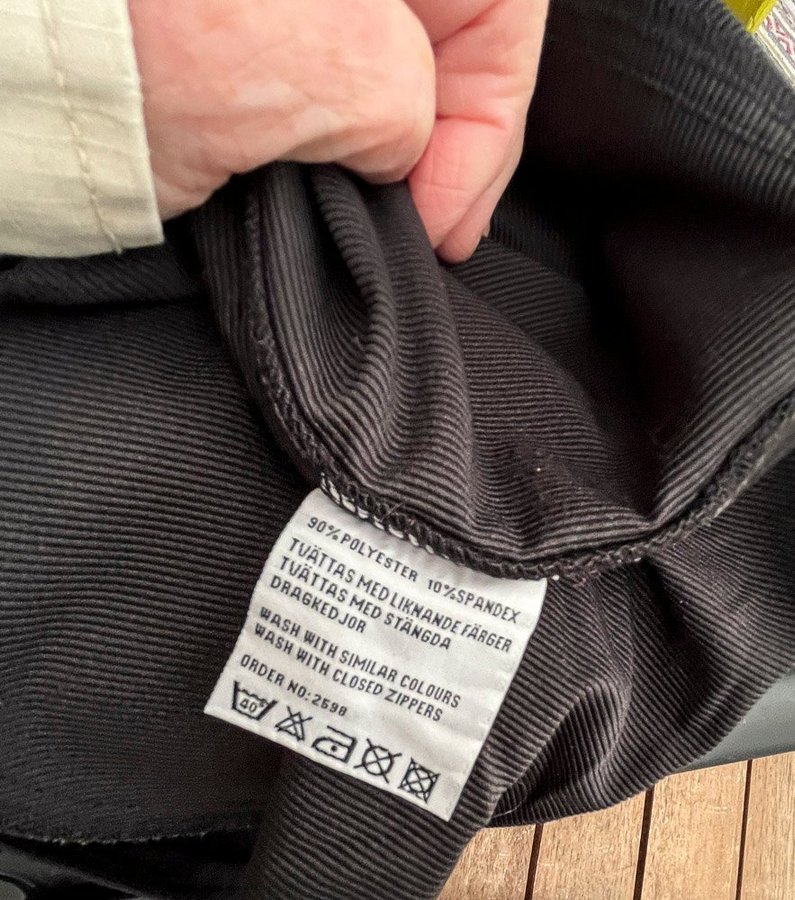 90% POLYESTER 10% SPANDEX
TVÄTTAS MED LIKNANDE FÄRGER
TVÄTTAS MED STÄNGDA
DRAGKEDJOR
WASH WITH SIMILAR COLOURS
WASH WITH CLOSED ZIPPERS
ORDER NO: 2598
40°